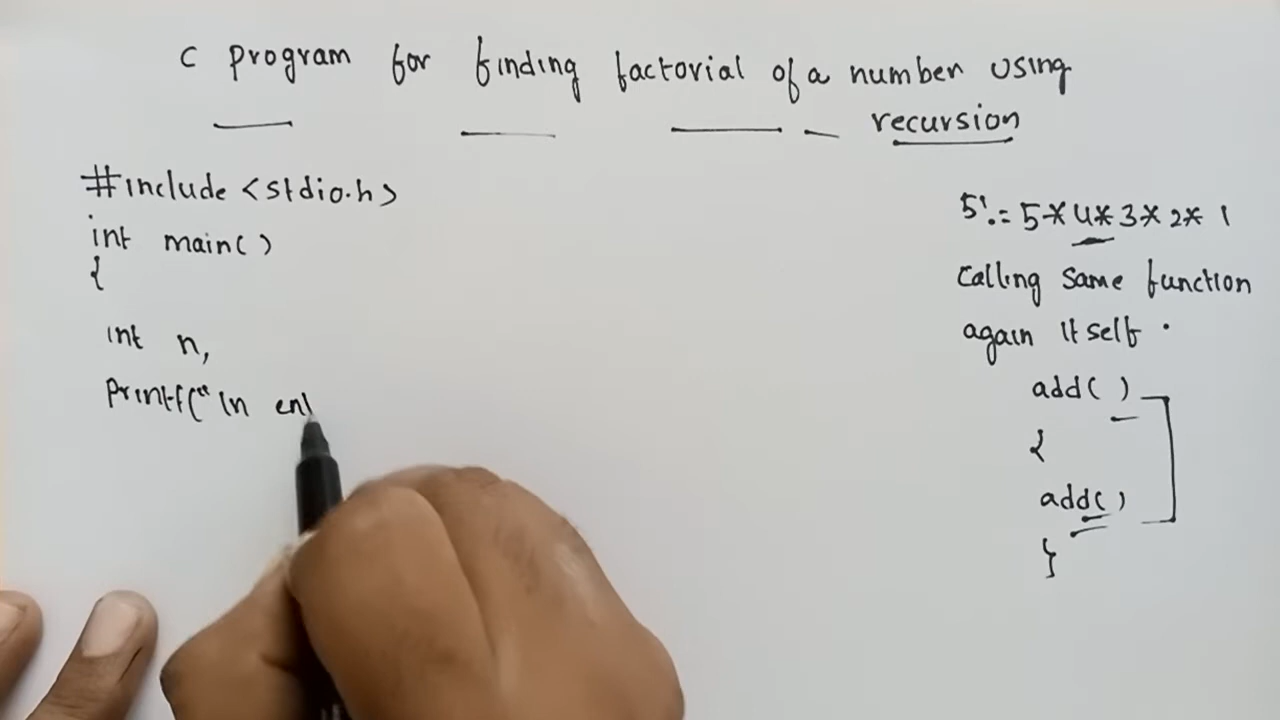 C program for finding factorial of a number using
recursion
#include <stdio.h>
int main()
{
int n,
Printf("\n ent
5! = 5*4*3*2*1
Calling same function
again itself .
add( )
{
add( )
}